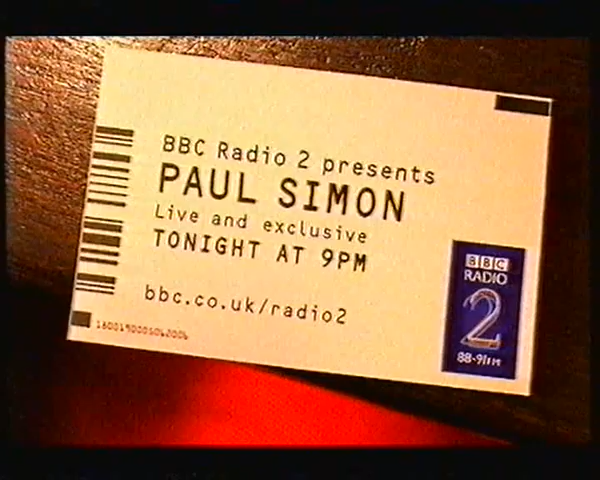 BBC Radio 2 presents
PAUL SIMON
Live and exclusive
TONIGHT AT 9PM
bbc.co.uk/radio2
BBC
RADIO
2
88-91FM